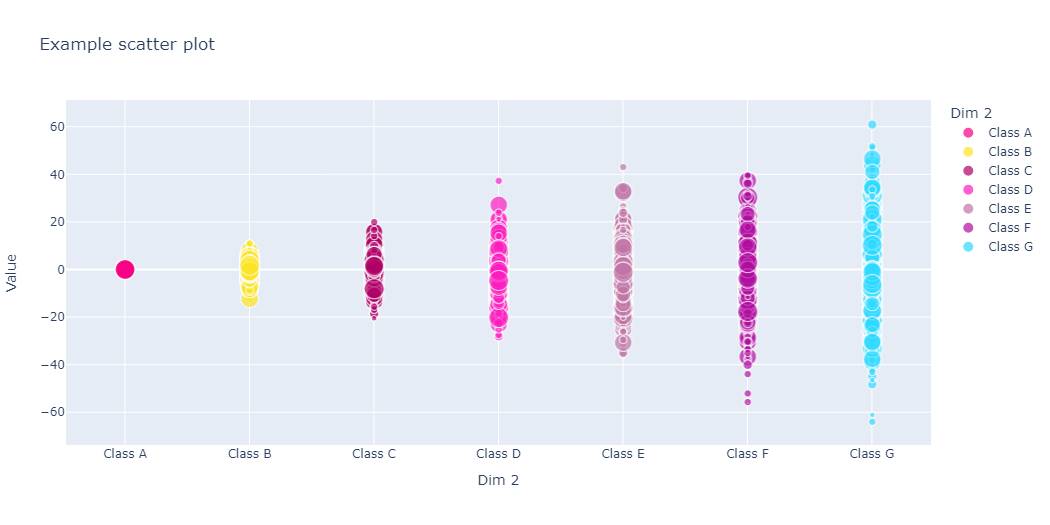 Example scatter plot
Value
60
40
20
0
−20
−40
−60
Class A
Class B
Class C
Class D
Class E
Class F
Class G
Dim 2
Dim 2
Class A
Class B
Class C
Class D
Class E
Class F
Class G